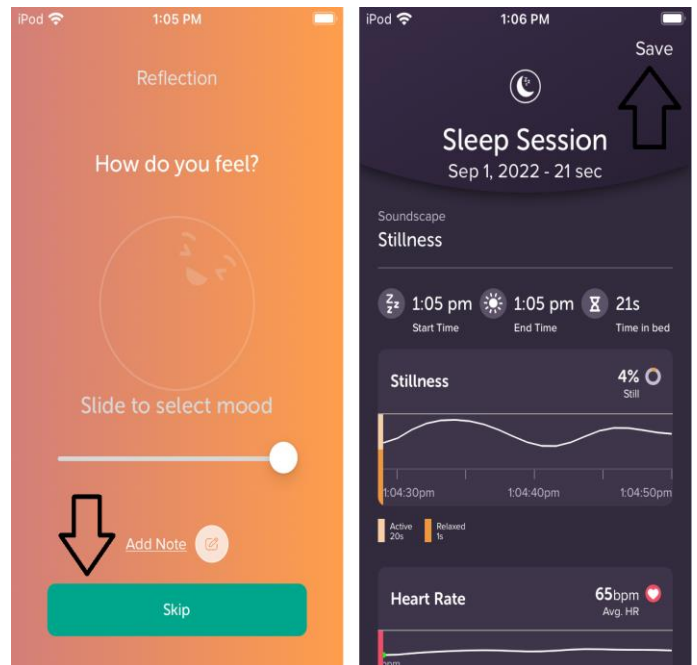 iPod
1:05 PM
Reflection
How do you feel?
Slide to select mood
Add Note
Skip
iPod
1:06 PM
Save
Sleep Session
Sep 1, 2022 - 21 sec
Soundscape
Stillness
1:05 pm
Start Time
1:05 pm
End Time
21s
Time in bed
Stillness
4%
Still
1:04:30pm
1:04:40pm
1:04:50pm
Active
20s
Relaxed
1s
Heart Rate
65bpm
Avg. HR
bpm